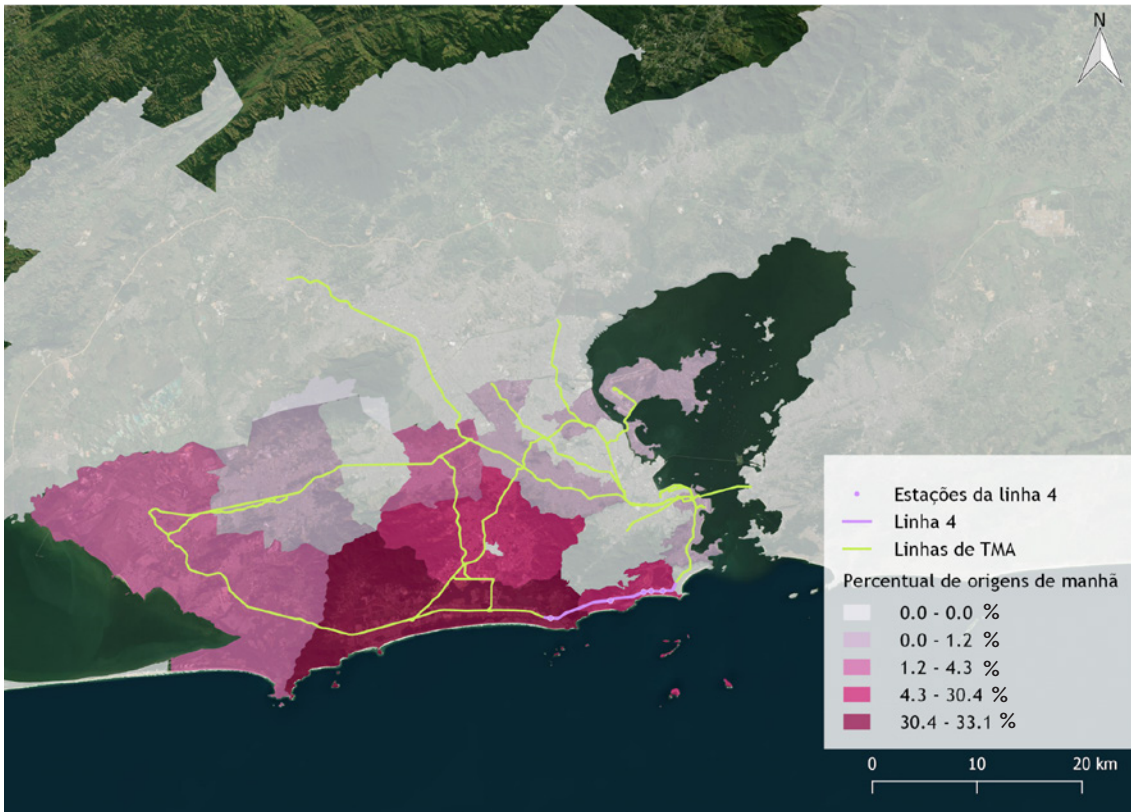 N
Estações da linha 4
Linha 4
Linhas de TMA
Percentual de origens de manhã
0.0 - 0.0 %
0.0 - 1.2 %
1.2 - 4.3 %
4.3 - 30.4 %
30.4 - 33.1 %
0 10 20 km